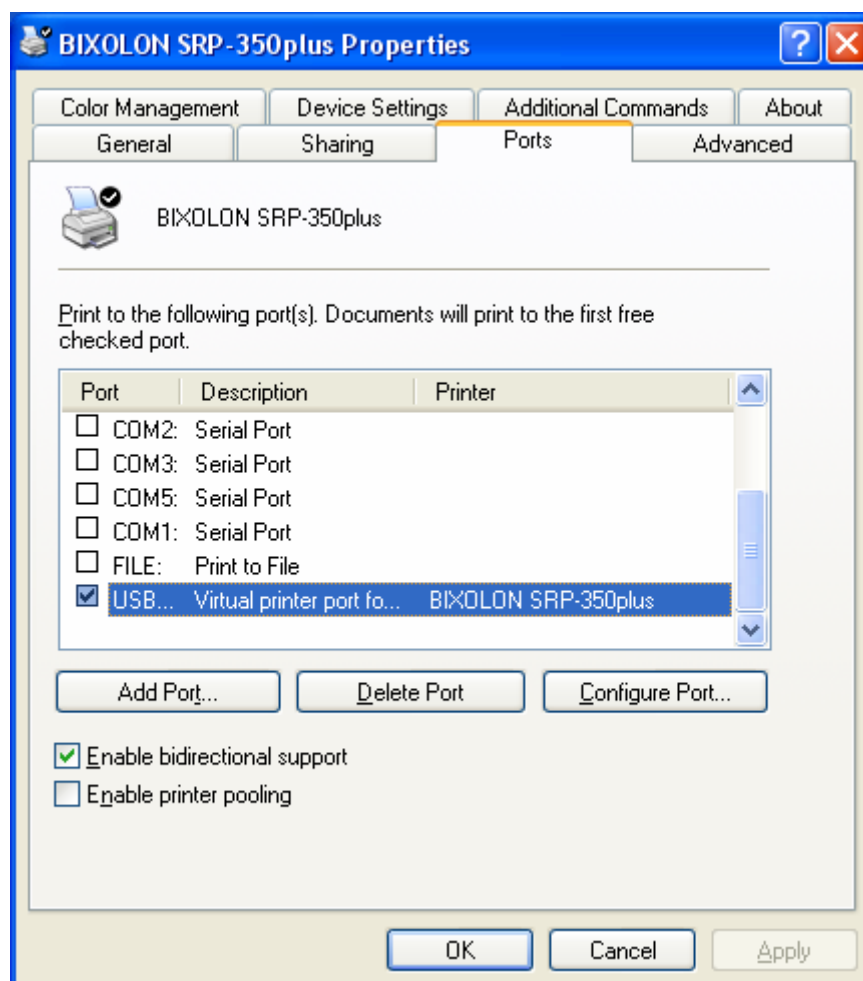 BIXOLON SRP-350plus Properties
Color Management Device Settings Additional Commands About
General Sharing Ports Advanced
BIXOLON SRP-350plus
Print to the following port(s). Documents will print to the first free
checked port.
Port Description Printer
COM2: Serial Port
COM3: Serial Port
COM5: Serial Port
COM1: Serial Port
FILE: Print to File
USB... Virtual printer port fo... BIXOLON SRP-350plus
Add Port... Delete Port Configure Port...
Enable bidirectional support
Enable printer pooling
OK Cancel Apply